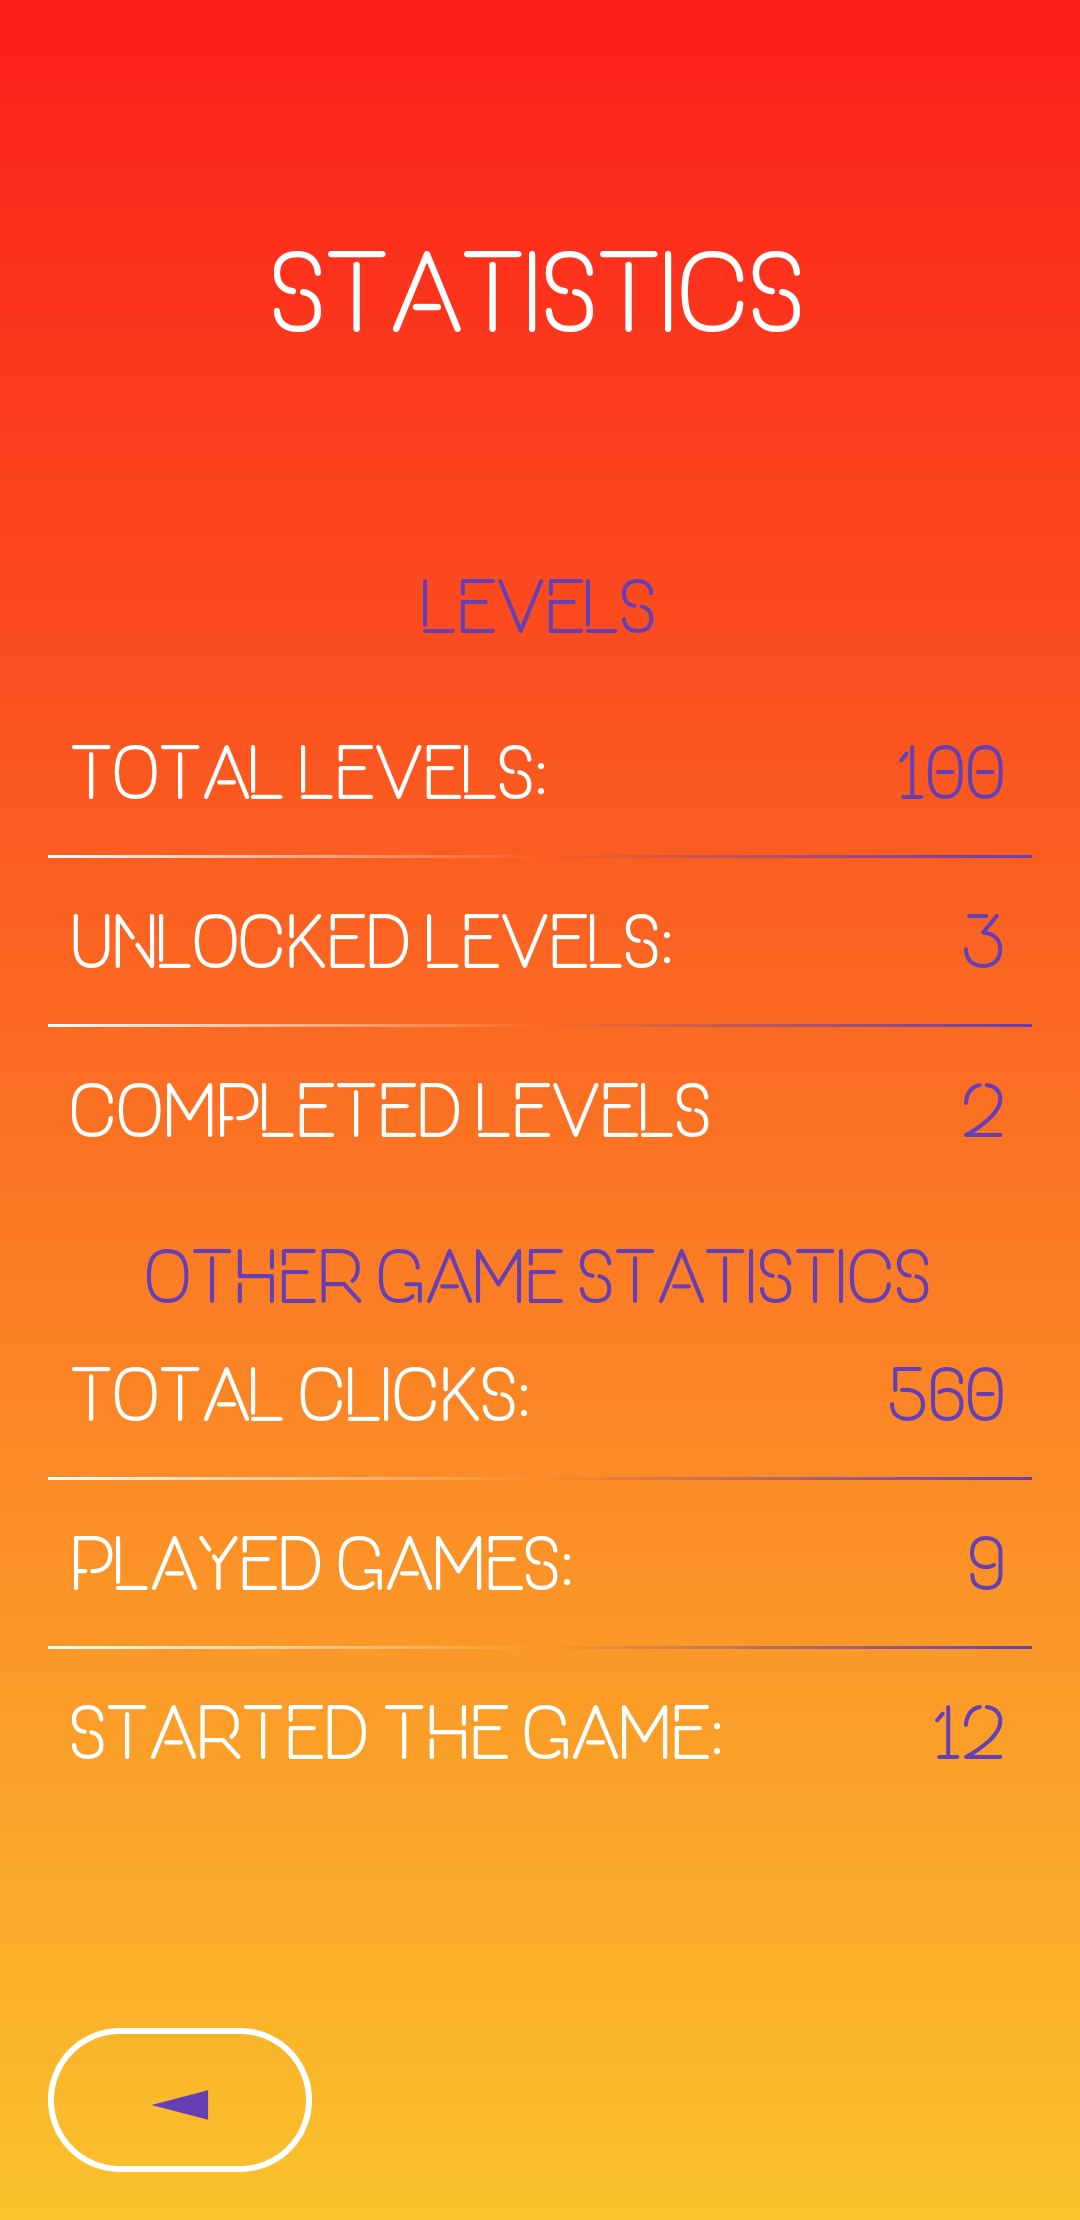 STATISTICS
LEVELS
TOTAL LEVELS: 100
UNLOCKED LEVELS: 3
COMPLETED LEVELS 2
OTHER GAME STATISTICS
TOTAL CLICKS: 560
PLAYED GAMES: 9
STARTED THE GAME: 12